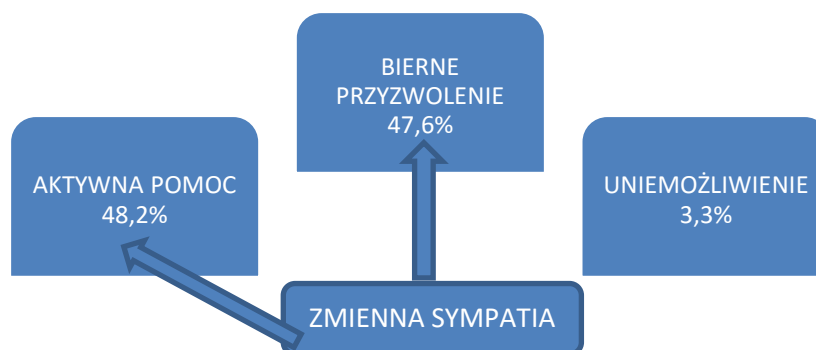 BIERNE
PRZYZWOLENIE
47,6%
AKTYWNA POMOC
48,2%
UNIEMOŻLIWIENIE
3,3%
ZMIENNA SYMPATIA